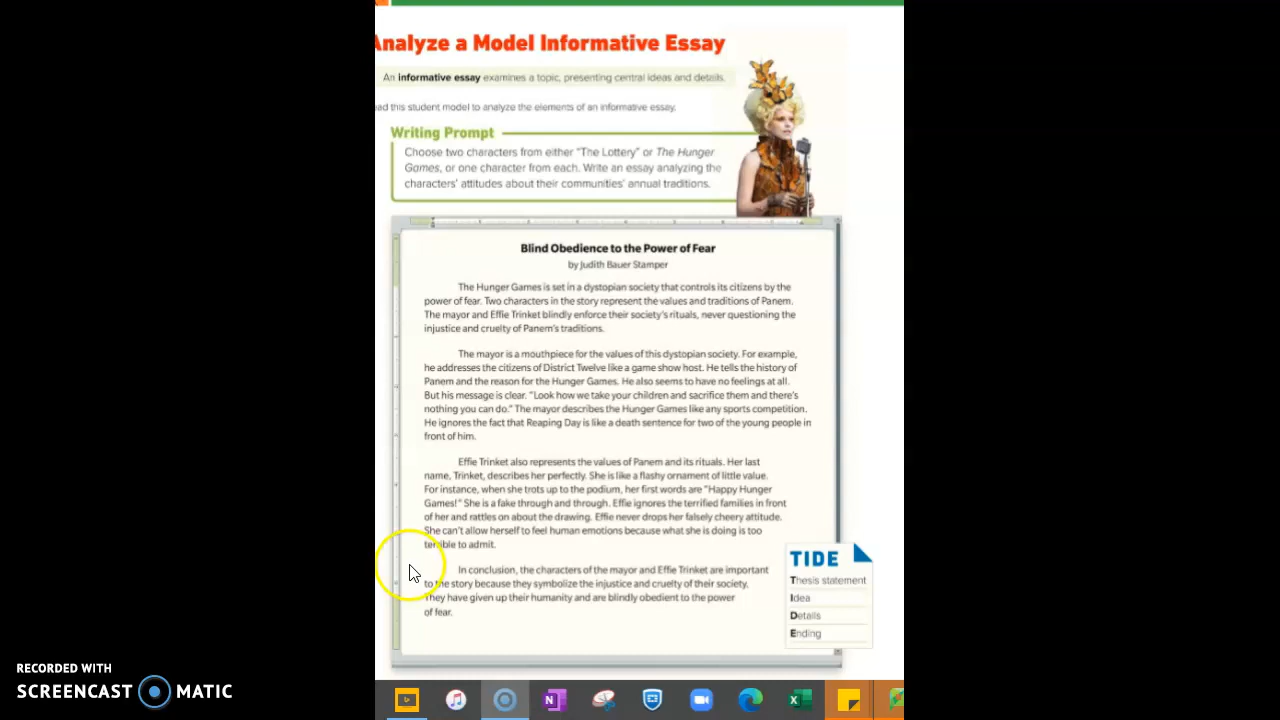 Analyze a Model Informative Essay
An informative essay examines a topic, presenting central ideas and details.
ad this student model to analyze the elements of an informative essay.
Writing Prompt
Choose two characters from either "The Lottery" or The Hunger
Games, or one character from each. Write an essay analyzing the
characters' attitudes about their communities' annual traditions.
Blind Obedience to the Power of Fear
by Judith Bauer Stamper
The Hunger Games is set in a dystopian society that controls its citizens by the
power of fear. Two characters in the story represent the values and traditions of Panem.
The mayor and Effie Trinket blindly enforce their society's rituals, never questioning the
injustice and cruelty of Panem's traditions.
The mayor is a mouthpiece for the values of this dystopian society. For example,
he addresses the citizens of District Twelve like a game show host. He tells the history of
Panem and the reason for the Hunger Games. He also seems to have no feelings at all.
But his message is clear. "Look how we take your children and sacrifice them and there's
nothing you can do." The mayor describes the Hunger Games like any sports competition.
He ignores the fact that Reaping Day is like a death sentence for two of the young people in
front of him.
Effie Trinket also represents the values of Panem and its rituals. Her last
name, Trinket, describes her perfectly. She is like a flashy ornament of little value.
For instance, when she trots up to the podium, her first words are "Happy Hunger
Games!" She is a fake through and through. Effie ignores the terrified families in front
of her and rattles on about the drawing. Effie never drops her falsely cheery attitude.
She can't allow herself to feel human emotions because what she is doing is too
terrible to admit.
In conclusion, the characters of the mayor and Effie Trinket are important
to the story because they symbolize the injustice and cruelty of their society.
They have given up their humanity and are blindly obedient to the power
of fear.
TIDE
Thesis statement
Idea
Details
Ending
RECORDED WITH
SCREENCAST MATIC